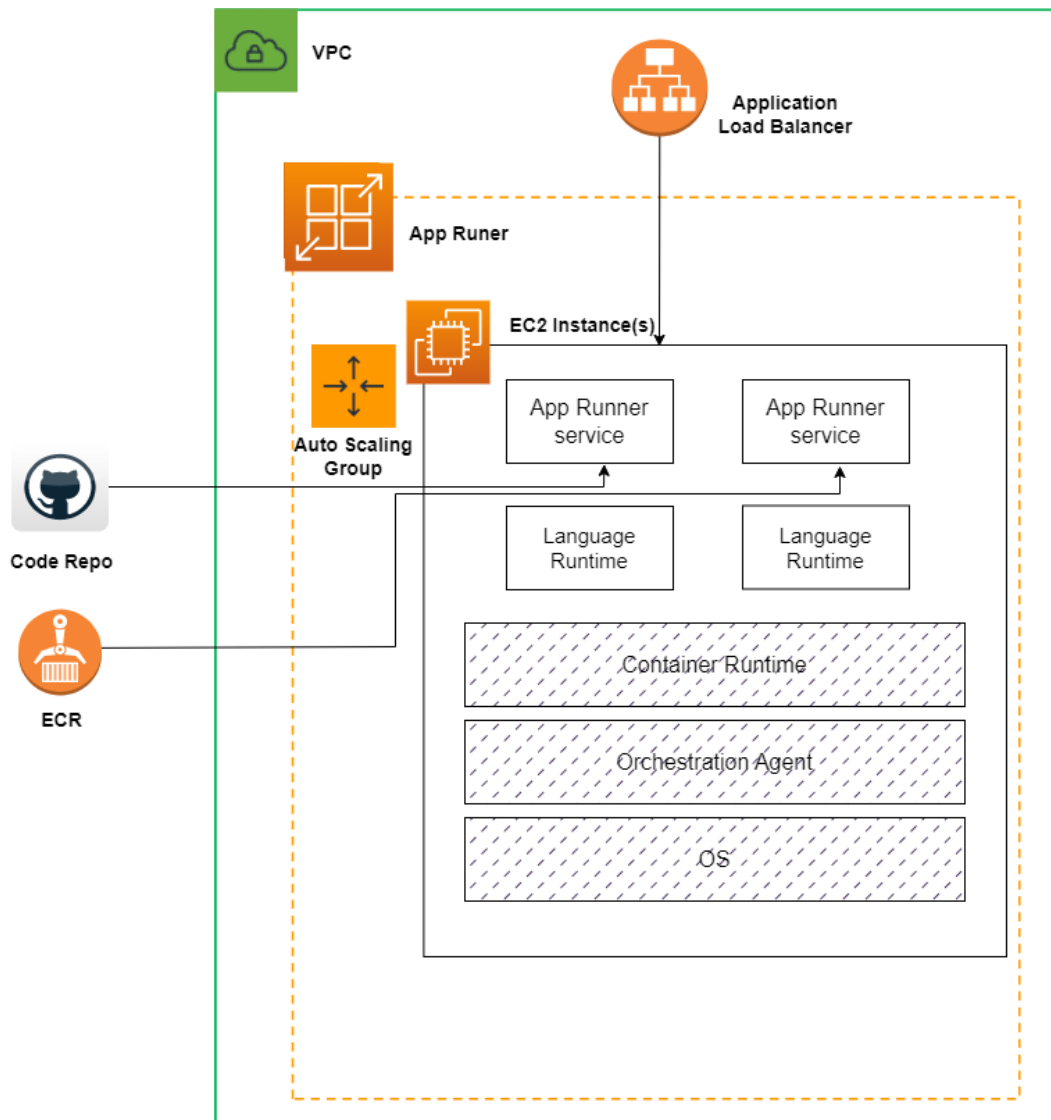 VPC
Application
Load Balancer
App Runer
EC2 Instance(s)
App Runner
service
App Runner
service
Auto Scaling
Group
Code Repo
Language
Runtime
Language
Runtime
Container Runtime
ECR
Orchestration Agent
OS